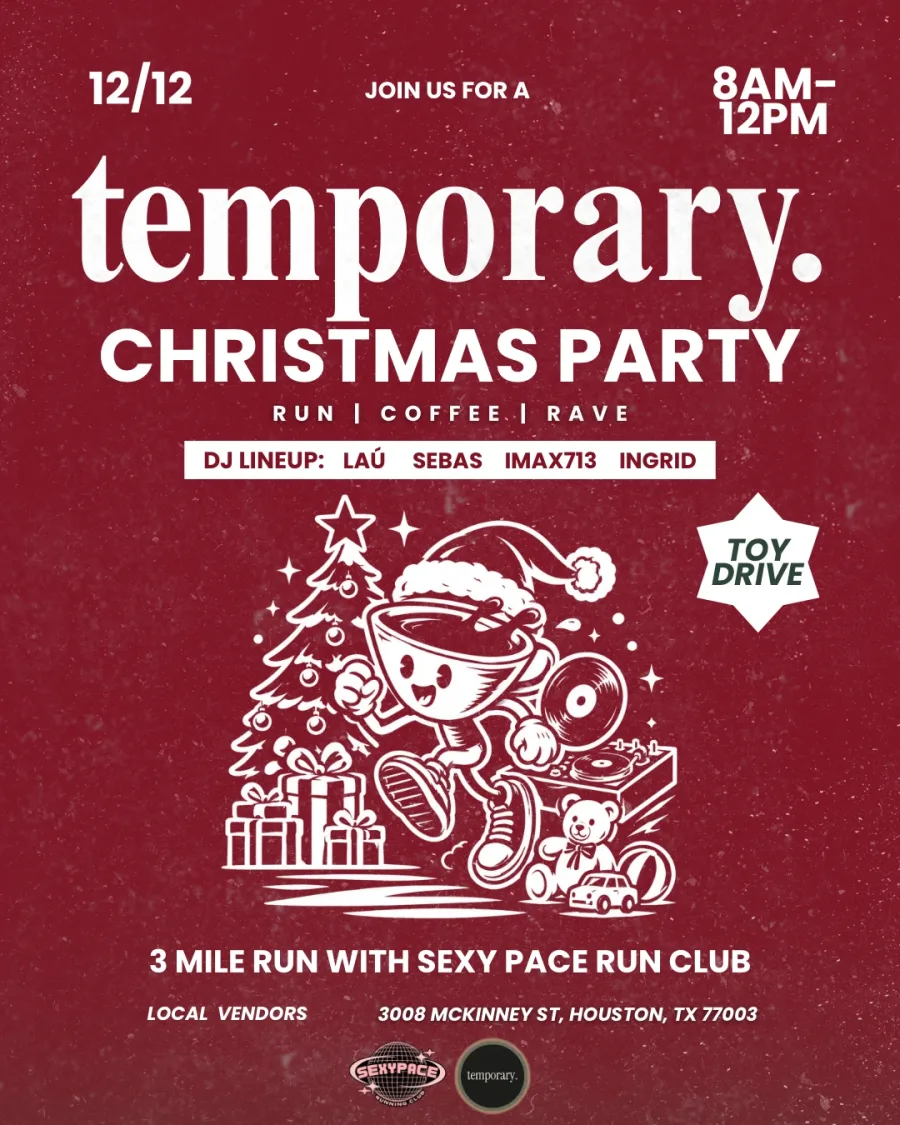 12/12
JOIN US FOR A
8AM–
12PM
temporary.
CHRISTMAS PARTY
RUN | COFFEE | RAVE
DJ LINEUP: LAÚ SEBAS IMAX713 INGRID
TOY
DRIVE
3 MILE RUN WITH SEXY PACE RUN CLUB
LOCAL VENDORS
3008 MCKINNEY ST, HOUSTON, TX 77003
SEXYPACE
RUNNING CLUB
temporary.